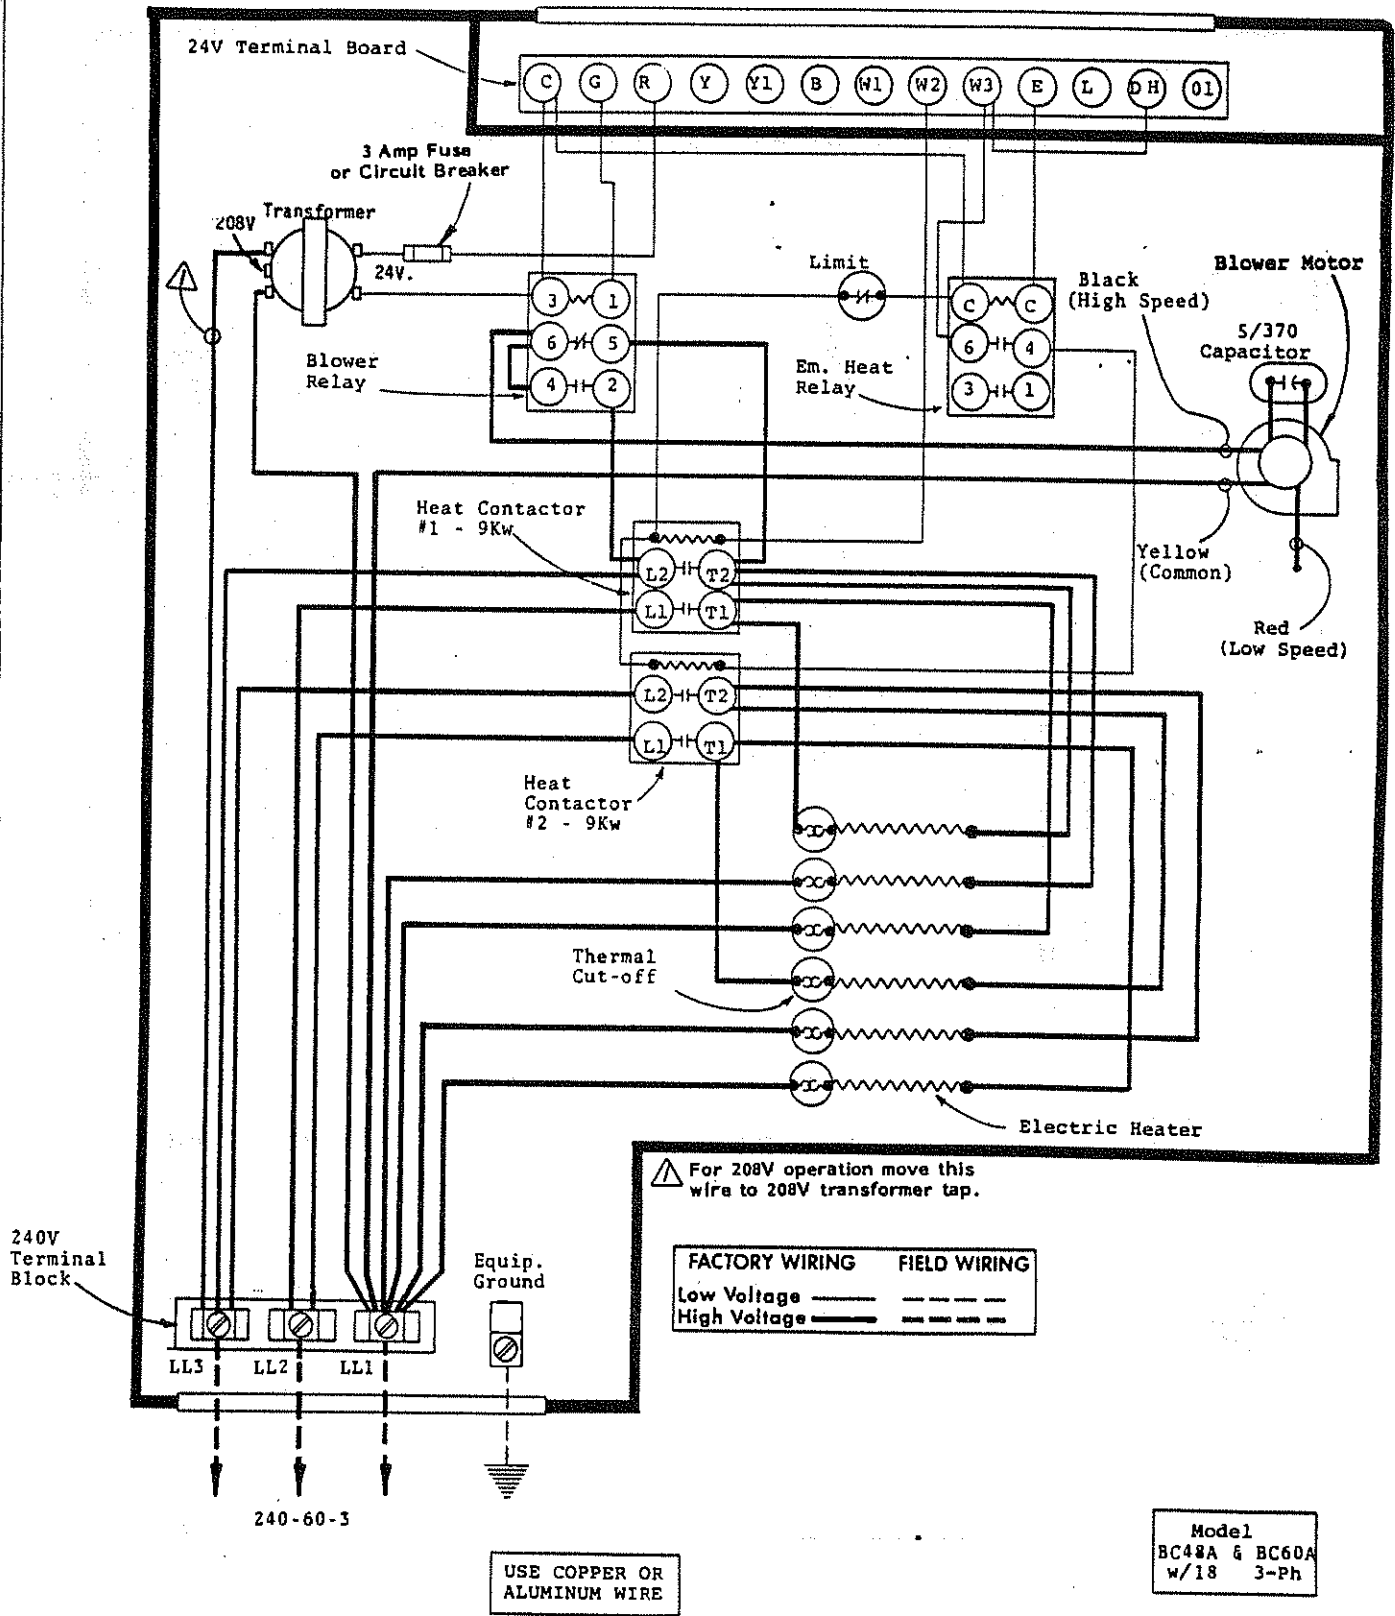 24V Terminal Board
C G R Y Y1 B W1 W2 W3 E L DH O1
3 Amp Fuse
or Circuit Breaker
Transformer
208V
24V.
Limit
Black
(High Speed)
Blower Motor
5/370
Capacitor
3 1
6 5
4 2
Blower
Relay
C C
6 4
3 1
Em. Heat
Relay
Heat Contactor
#1 - 9Kw
L2 T2
L1 T1
Yellow
(Common)
Red
(Low Speed)
L2 T2
L1 T1
Heat
Contactor
#2 - 9Kw
Thermal
Cut-off
Electric Heater
For 208V operation move this
wire to 208V transformer tap.
240V
Terminal
Block
Equip.
Ground
FACTORY WIRING FIELD WIRING
Low Voltage
High Voltage
LL3 LL2 LL1
240-60-3
USE COPPER OR
ALUMINUM WIRE
Model
BC48A & BC60A
w/18 3-Ph